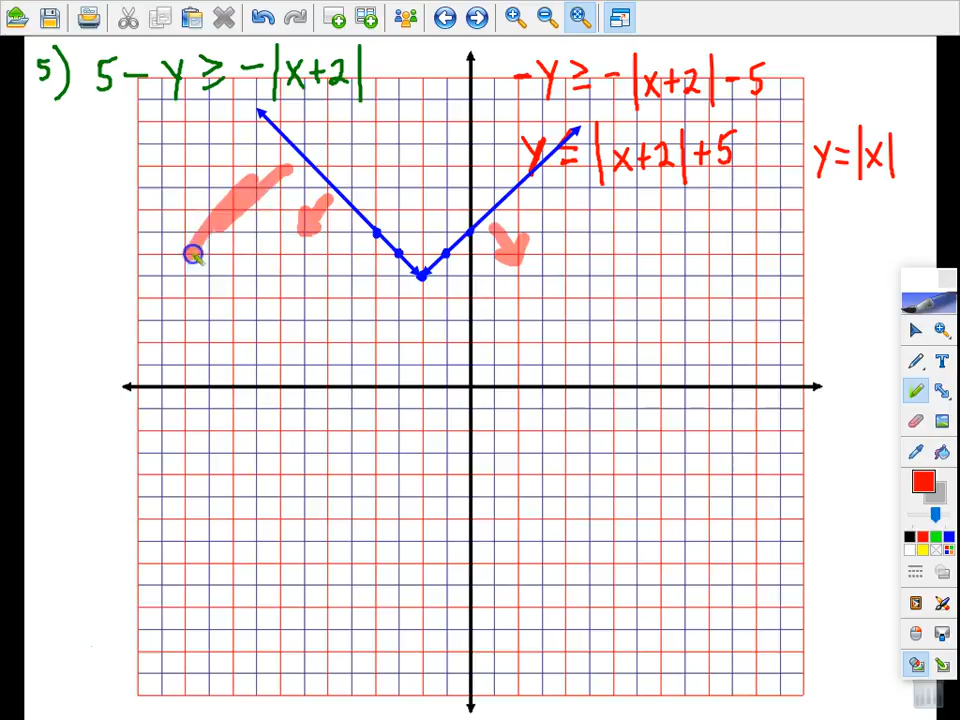 5) 5 - y ≥ -|x+2|
-y ≥ -|x+2| - 5
y = |x+2| + 5
y = |x|
T